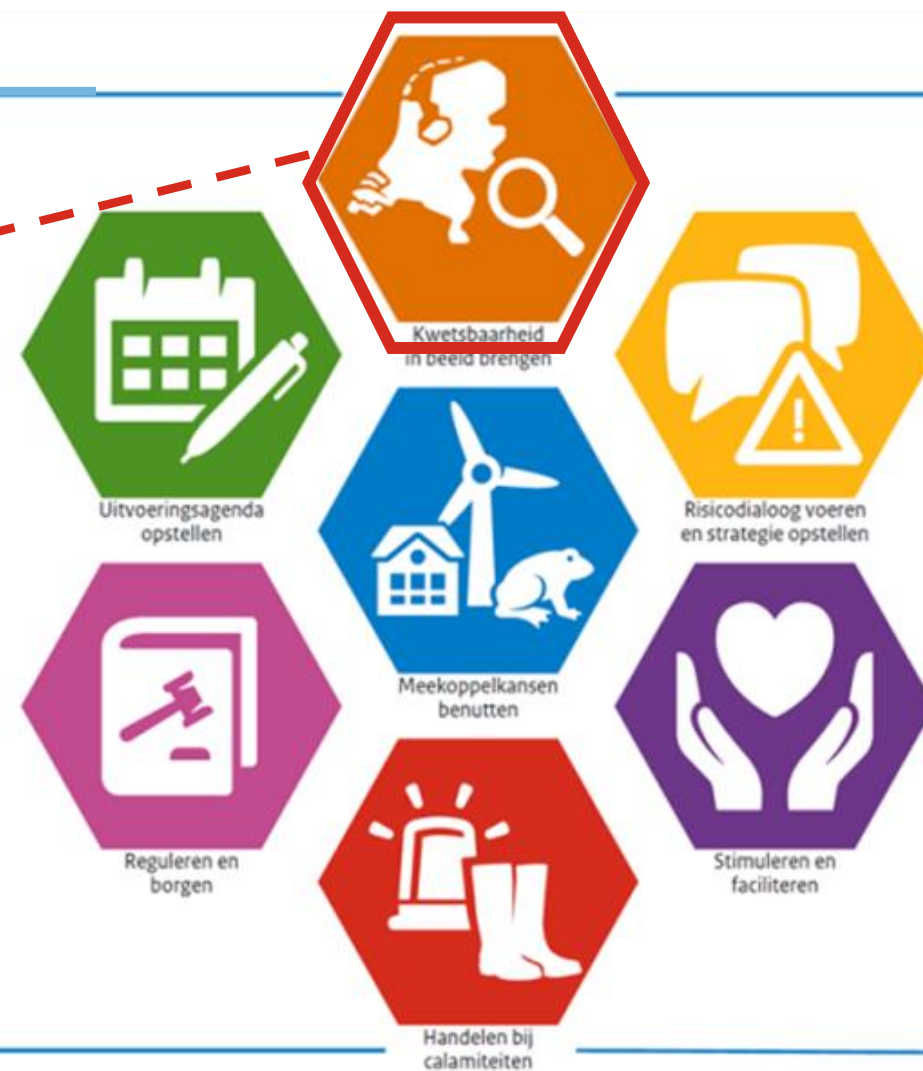 Kwetsbaarheid
in beeld brengen
Uitvoeringsagenda
opstellen
Risicodialoog voeren
en strategie opstellen
Meekoppelkansen
benutten
Reguleren en
borgen
Stimuleren en
faciliteren
Handelen bij
calamiteiten